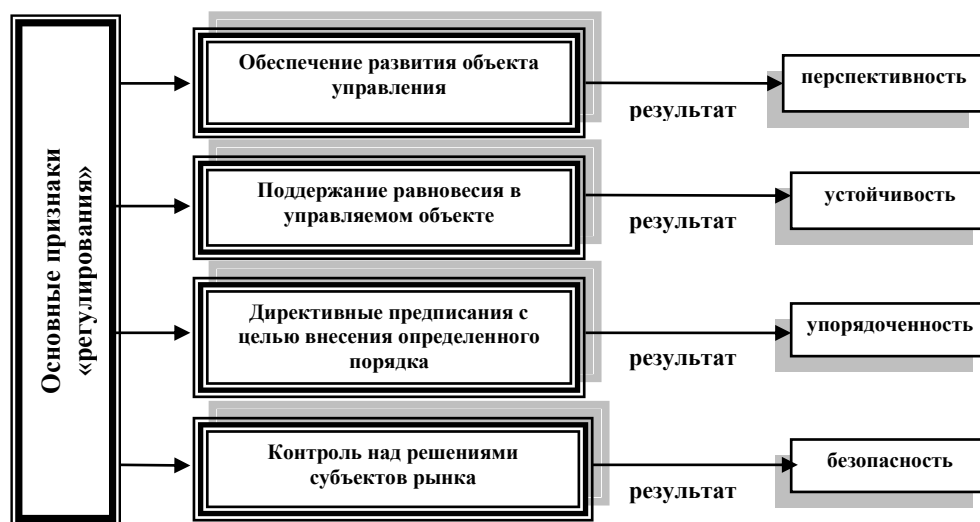 Основные признаки
«регулирования»
Обеспечение развития объекта
управления
результат
перспективность
Поддержание равновесия в
управляемом объекте
результат
устойчивость
Директивные предписания с
целью внесения определенного
порядка
результат
упорядоченность
Контроль над решениями
субъектов рынка
результат
безопасность